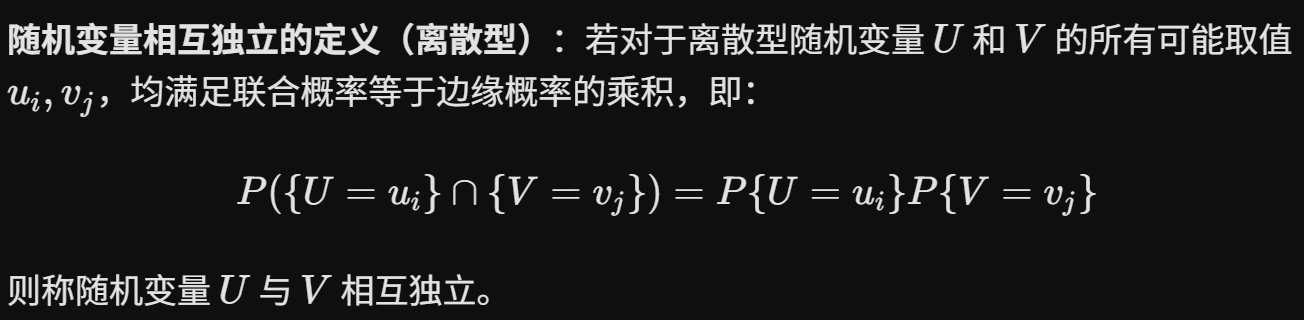 随机变量相互独立的定义（离散型）：若对于离散型随机变量 U 和 V 的所有可能取值
u_i, v_j，均满足联合概率等于边缘概率的乘积，即：
P({U = u_i} ∩ {V = v_j}) = P{U = u_i}P{V = v_j}
则称随机变量 U 与 V 相互独立。